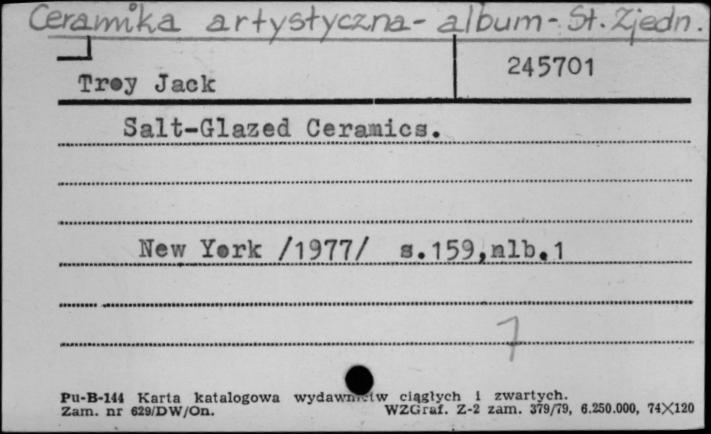 Ceramika artystyczna - album - St. Zjedn.
Troy Jack 245701
Salt-Glazed Ceramics.
New York /1977/ s.159,nlb.1
7
Pu-B-144 Karta katalogowa wydawnictw ciągłych i zwartych.
Zam. nr 629/DW/On. WZGraf. Z-2 zam. 379/79, 6.250.000, 74×120